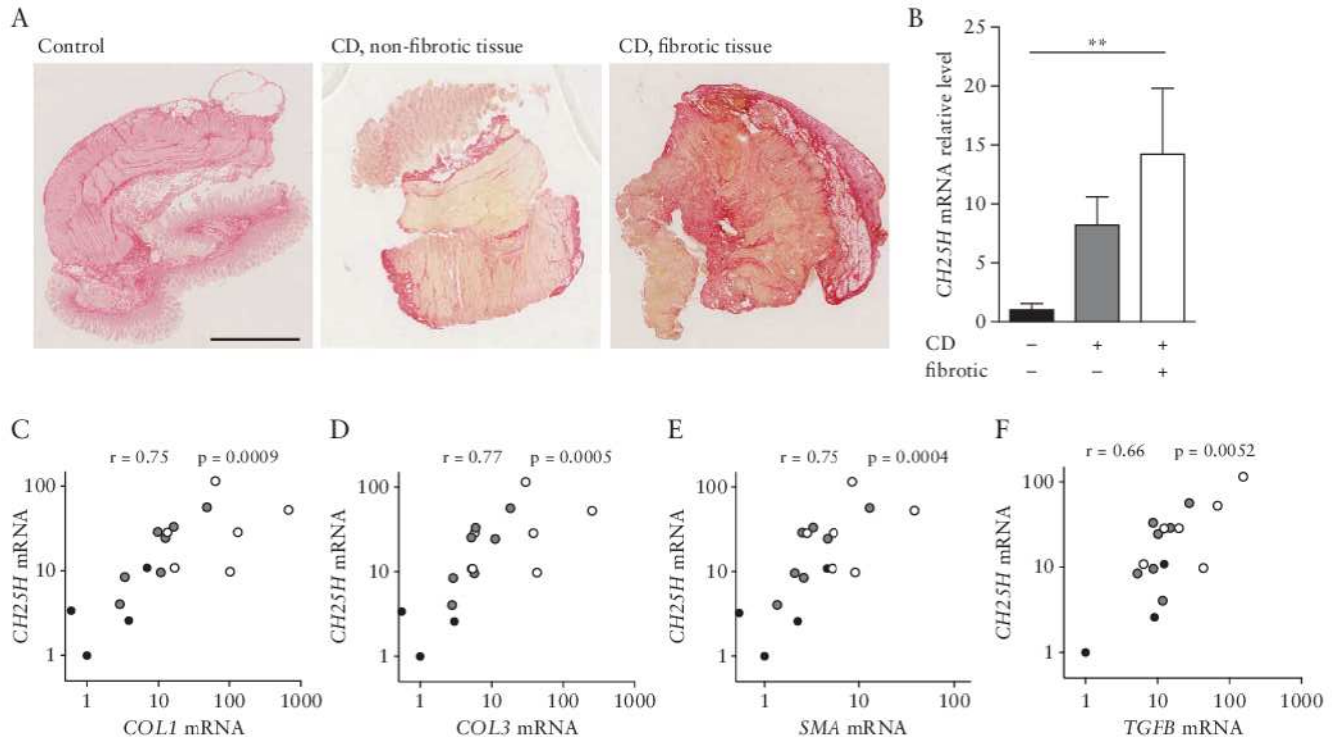 A
Control
CD, non-fibrotic tissue
CD, fibrotic tissue
B
CH25H mRNA relative level
25
20
15
10
5
0
**
CD − + +
fibrotic − − +
C
r = 0.75 p = 0.0009
CH25H mRNA
100
10
1
1 10 100 1000
COL1 mRNA
D
r = 0.77 p = 0.0005
CH25H mRNA
100
10
1
1 10 100 1000
COL3 mRNA
E
r = 0.75 p = 0.0004
CH25H mRNA
100
10
1
1 10 100
SMA mRNA
F
r = 0.66 p = 0.0052
CH25H mRNA
100
10
1
1 10 100 1000
TGFB mRNA